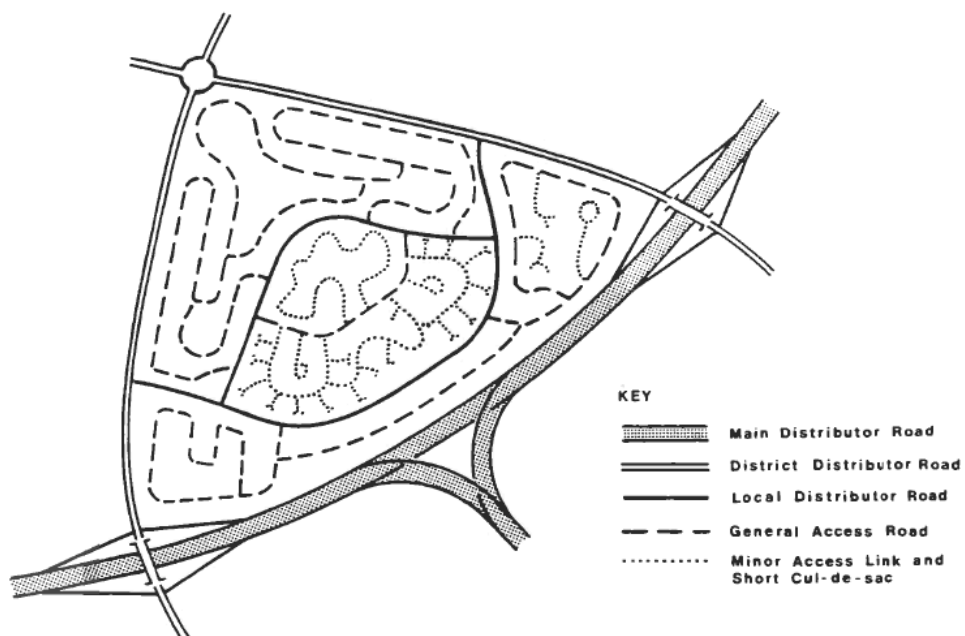 KEY
Main Distributor Road
District Distributor Road
Local Distributor Road
General Access Road
Minor Access Link and
Short Cul-de-sac